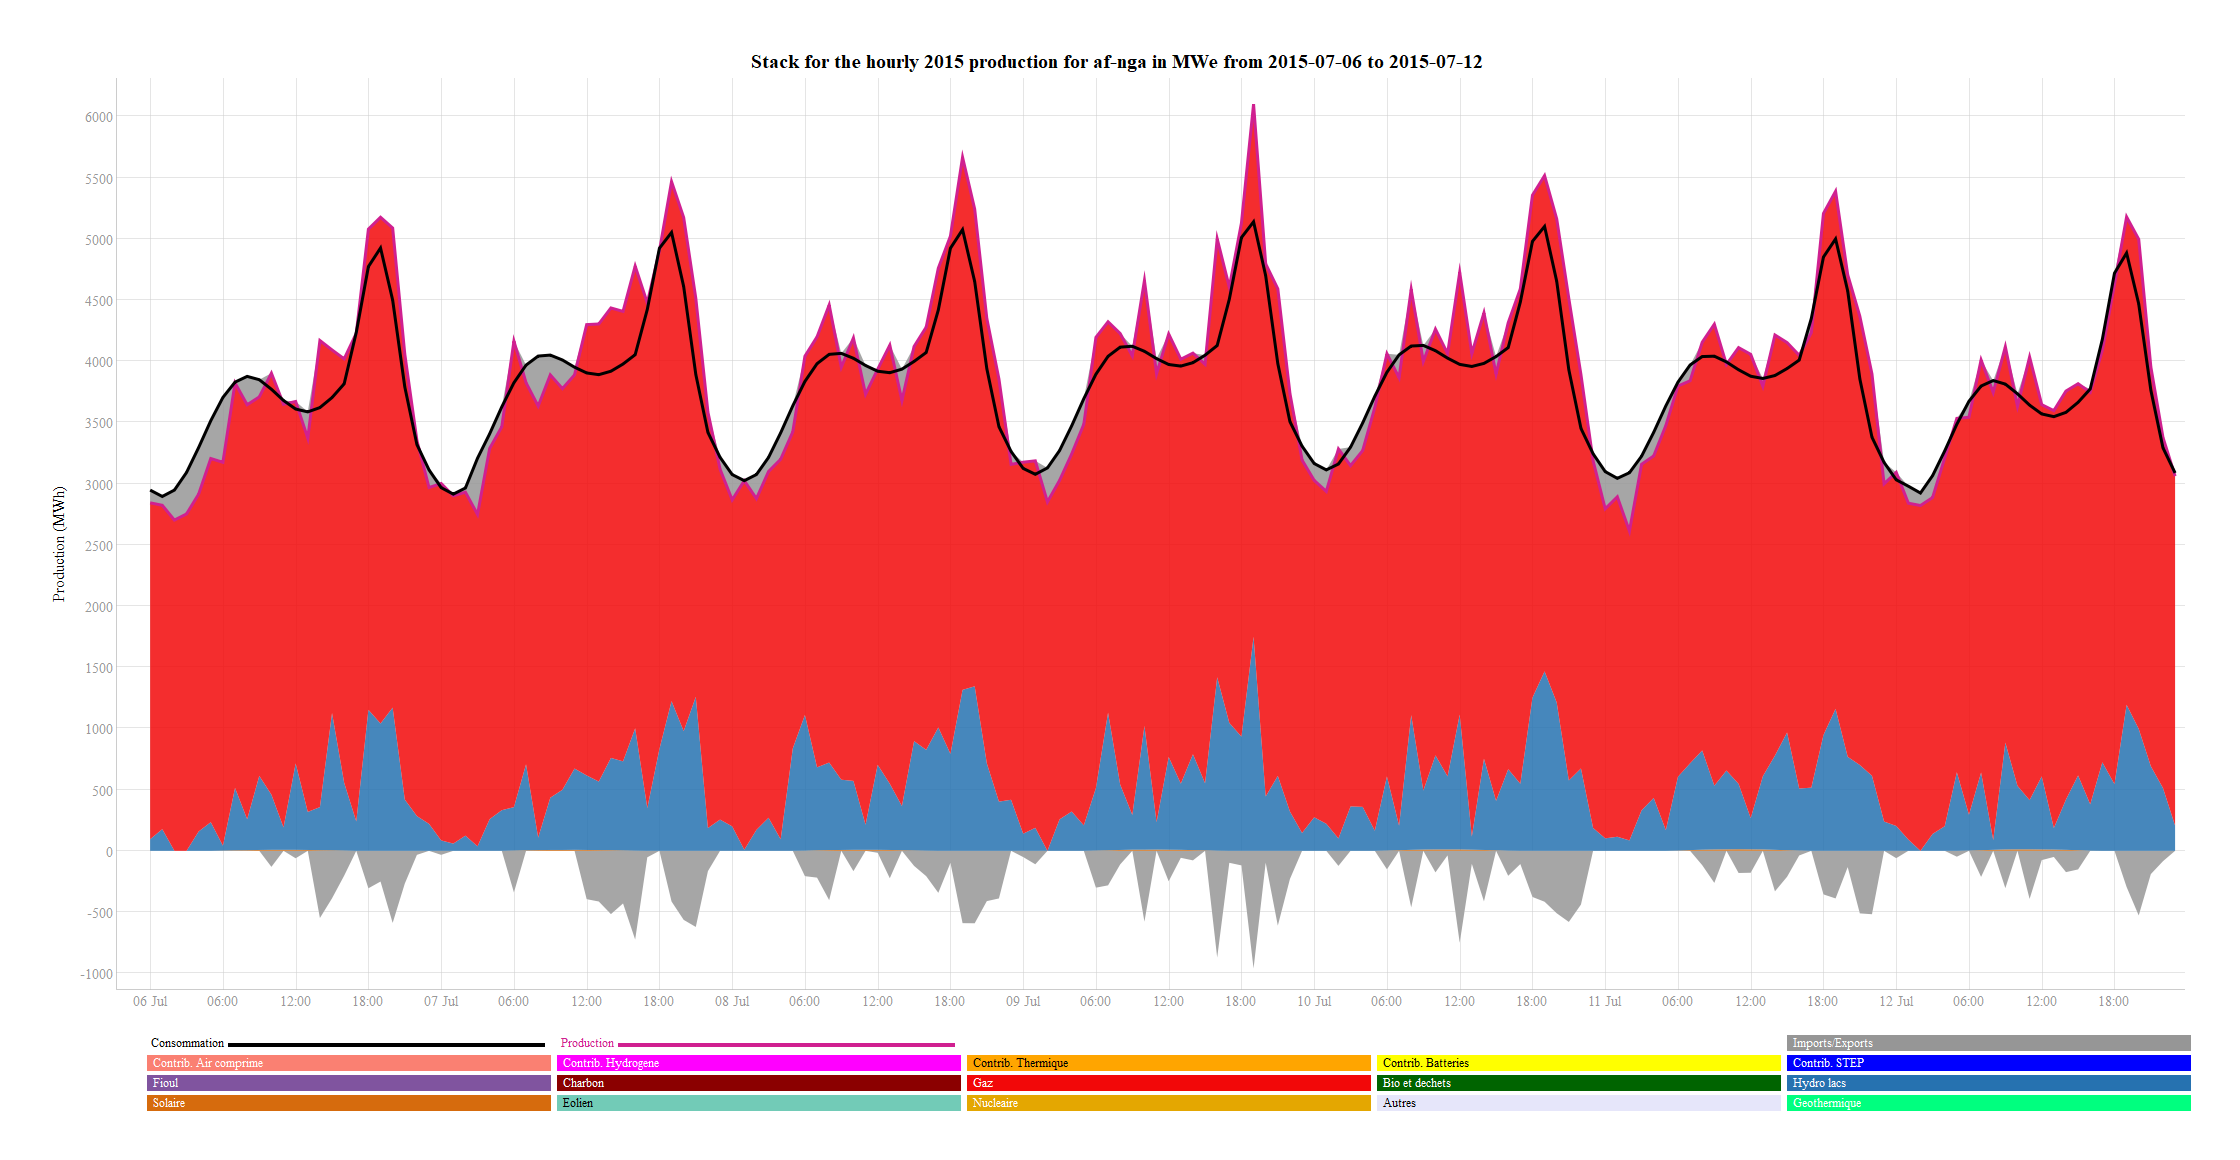 Stack for the hourly 2015 production for af-nga in MWe from 2015-07-06 to 2015-07-12
Production (MWh)
6000
5500
5000
4500
4000
3500
3000
2500
2000
1500
1000
500
0
-500
-1000
06 Jul 06:00 12:00 18:00 07 Jul 06:00 12:00 18:00 08 Jul 06:00 12:00 18:00 09 Jul 06:00 12:00 18:00 10 Jul 06:00 12:00 18:00 11 Jul 06:00 12:00 18:00 12 Jul 06:00 12:00 18:00
Consommation Production Imports/Exports
Contrib. Air comprime Contrib. Hydrogene Contrib. Thermique Contrib. Batteries Contrib. STEP
Fioul Charbon Gaz Bio et dechets Hydro lacs
Solaire Eolien Nucleaire Autres Geothermique